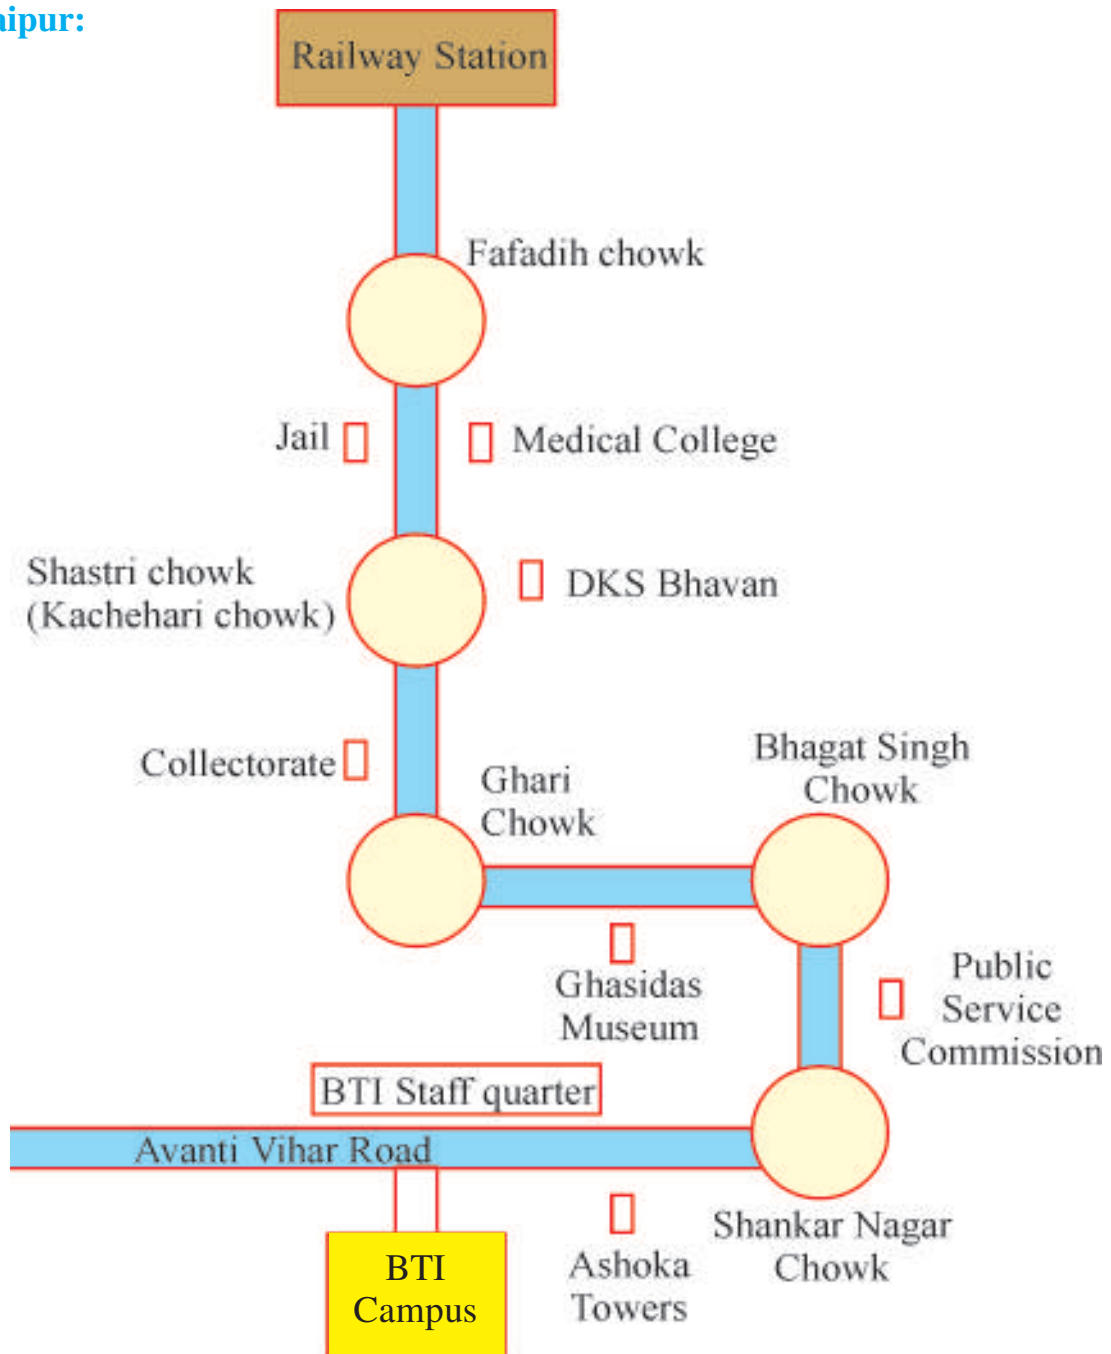 aipur:
Railway Station
Fafadih chowk
Jail
Medical College
Shastri chowk
(Kachehari chowk)
DKS Bhavan
Collectorate
Ghari
Chowk
Bhagat Singh
Chowk
Ghasidas
Museum
Public
Service
Commission
BTI Staff quarter
Avanti Vihar Road
BTI
Campus
Ashoka
Towers
Shankar Nagar
Chowk